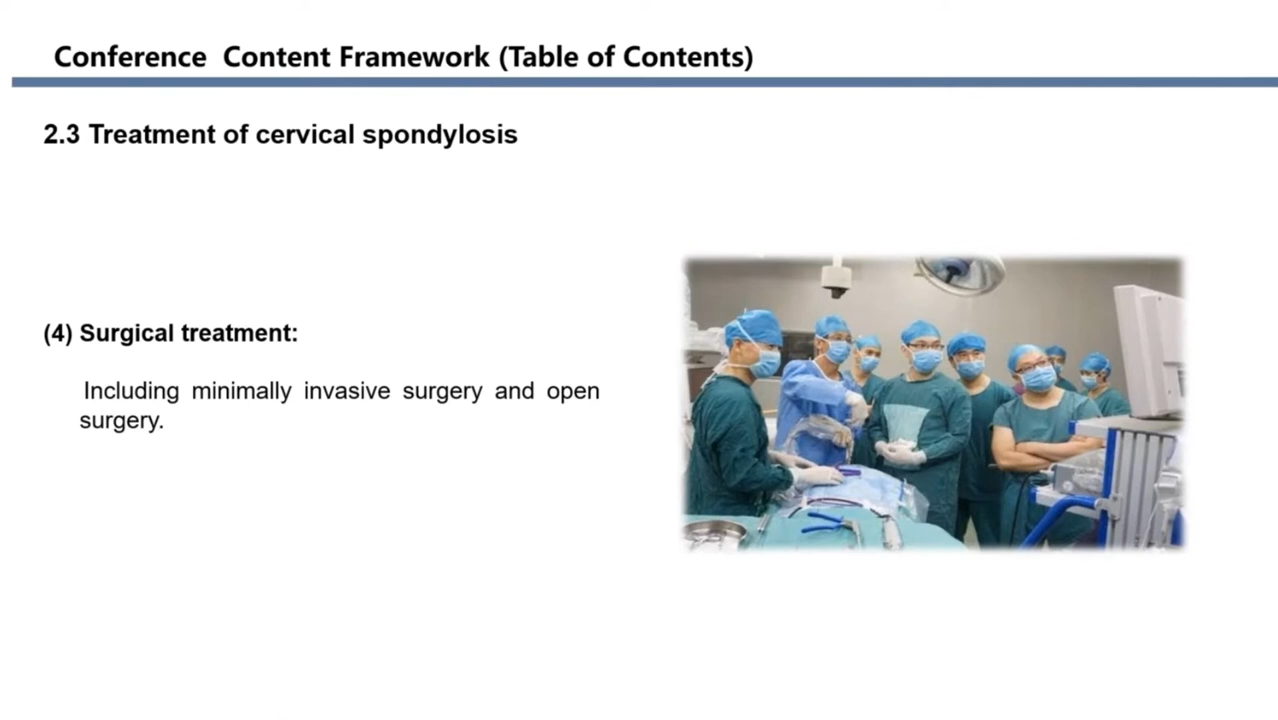 Conference Content Framework (Table of Contents)
2.3 Treatment of cervical spondylosis
(4) Surgical treatment:
Including minimally invasive surgery and open
surgery.